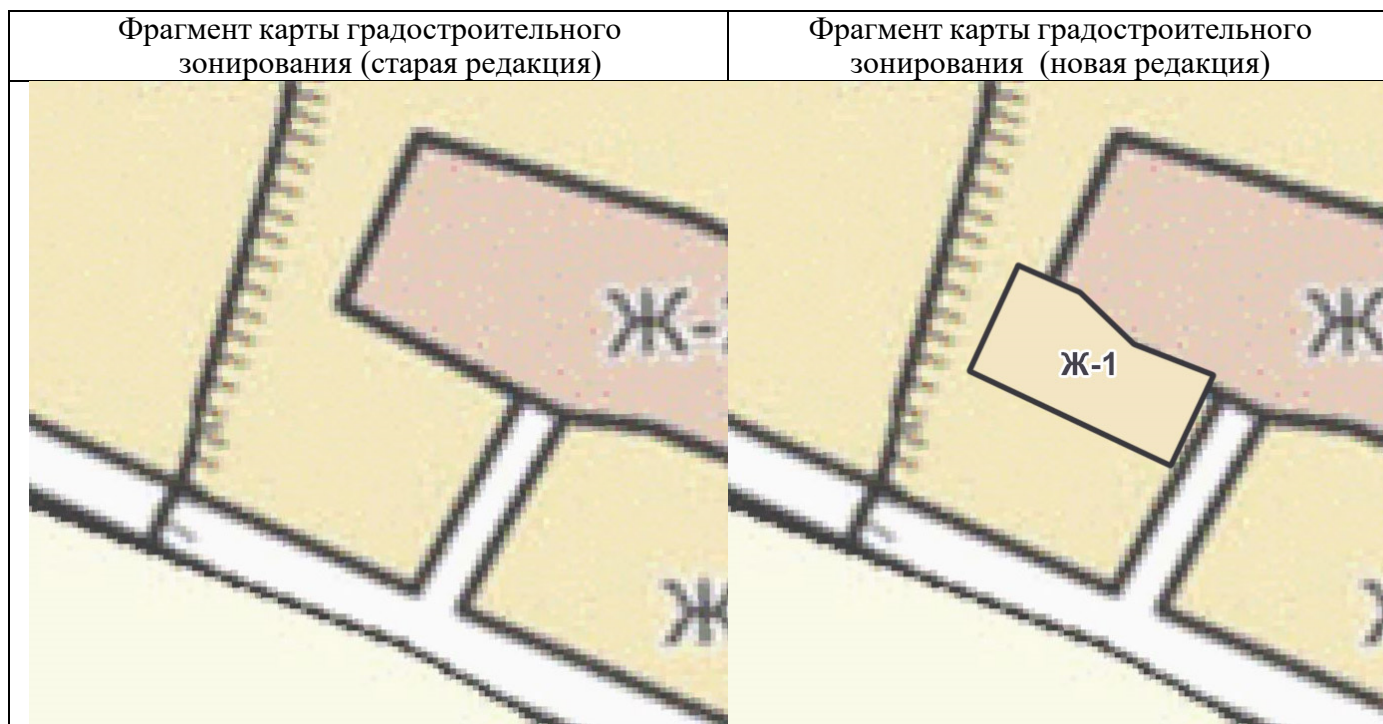 Фрагмент карты градостроительного
зонирования (старая редакция)
Фрагмент карты градостроительного
зонирования (новая редакция)
Ж-
Ж
Ж
Ж-1